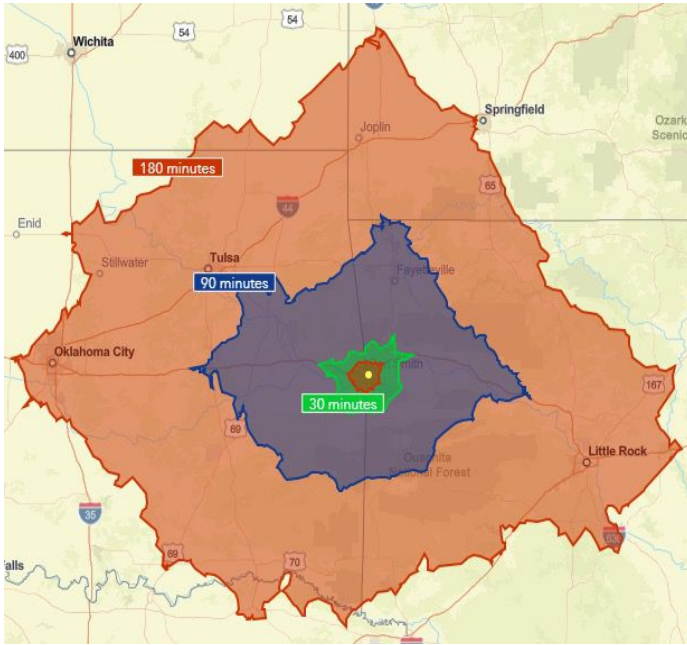 54
54
Wichita
400
Springfield
Ozark
Scenic
Joplin
180 minutes
65
44
Enid
Stillwater
Tulsa
Fayetteville
90 minutes
Oklahoma City
Smith
167
30 minutes
69
Little Rock
Ouachita
National Forest
35
530
69
70
alls